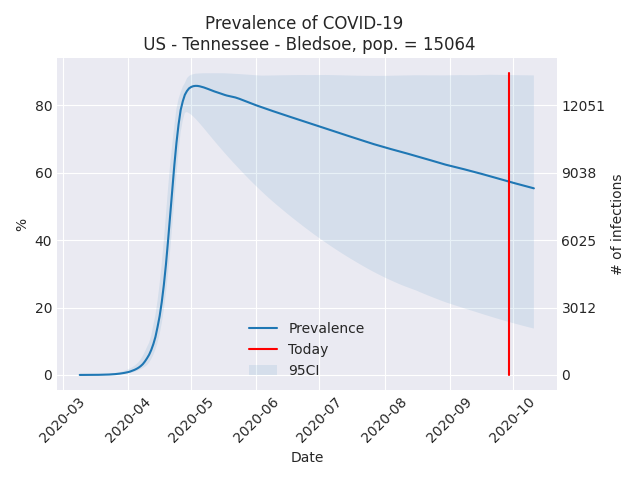 Prevalence of COVID-19
US - Tennessee - Bledsoe, pop. = 15064
80
60
40
20
0
%
12051
9038
6025
3012
0
# of infections
Prevalence
Today
95CI
2020-03
2020-04
2020-05
2020-06
2020-07
2020-08
2020-09
2020-10
Date